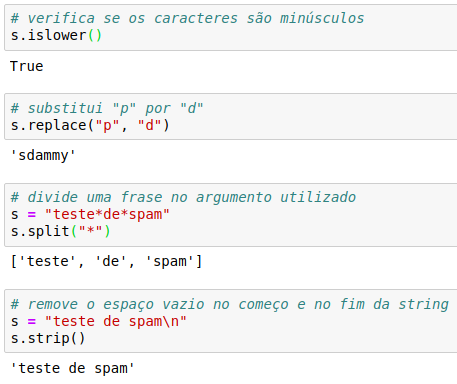 # verifica se os caracteres são minúsculos
s.islower()
True
# substitui "p" por "d"
s.replace("p", "d")
'sdammy'
# divide uma frase no argumento utilizado
s = "teste*de*spam"
s.split("*")
['teste', 'de', 'spam']
# remove o espaço vazio no começo e no fim da string
s = "teste de spam\n"
s.strip()
'teste de spam'